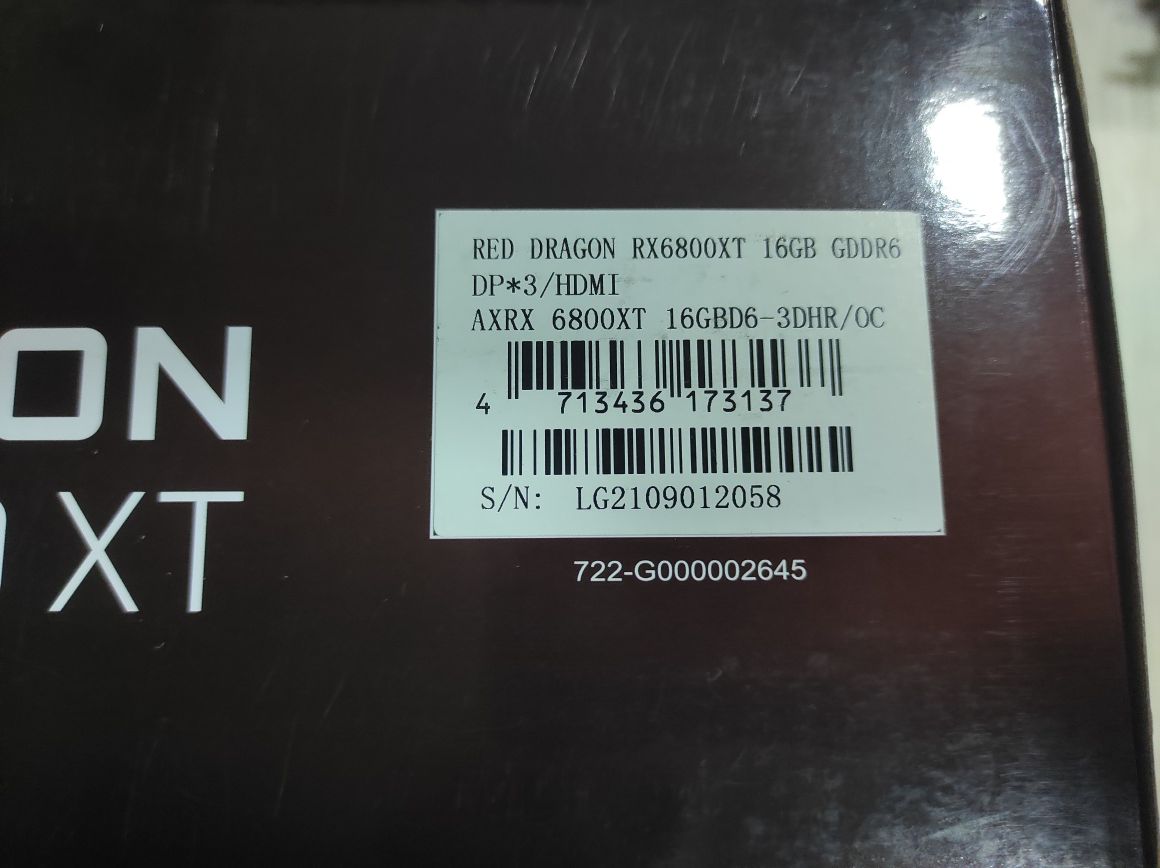 RED DRAGON RX6800XT 16GB GDDR6
DP*3/HDMI
AXRX 6800XT 16GBD6-3DHR/OC
4 713436 173137
S/N: LG2109012058
722-G000002645
ON
XT